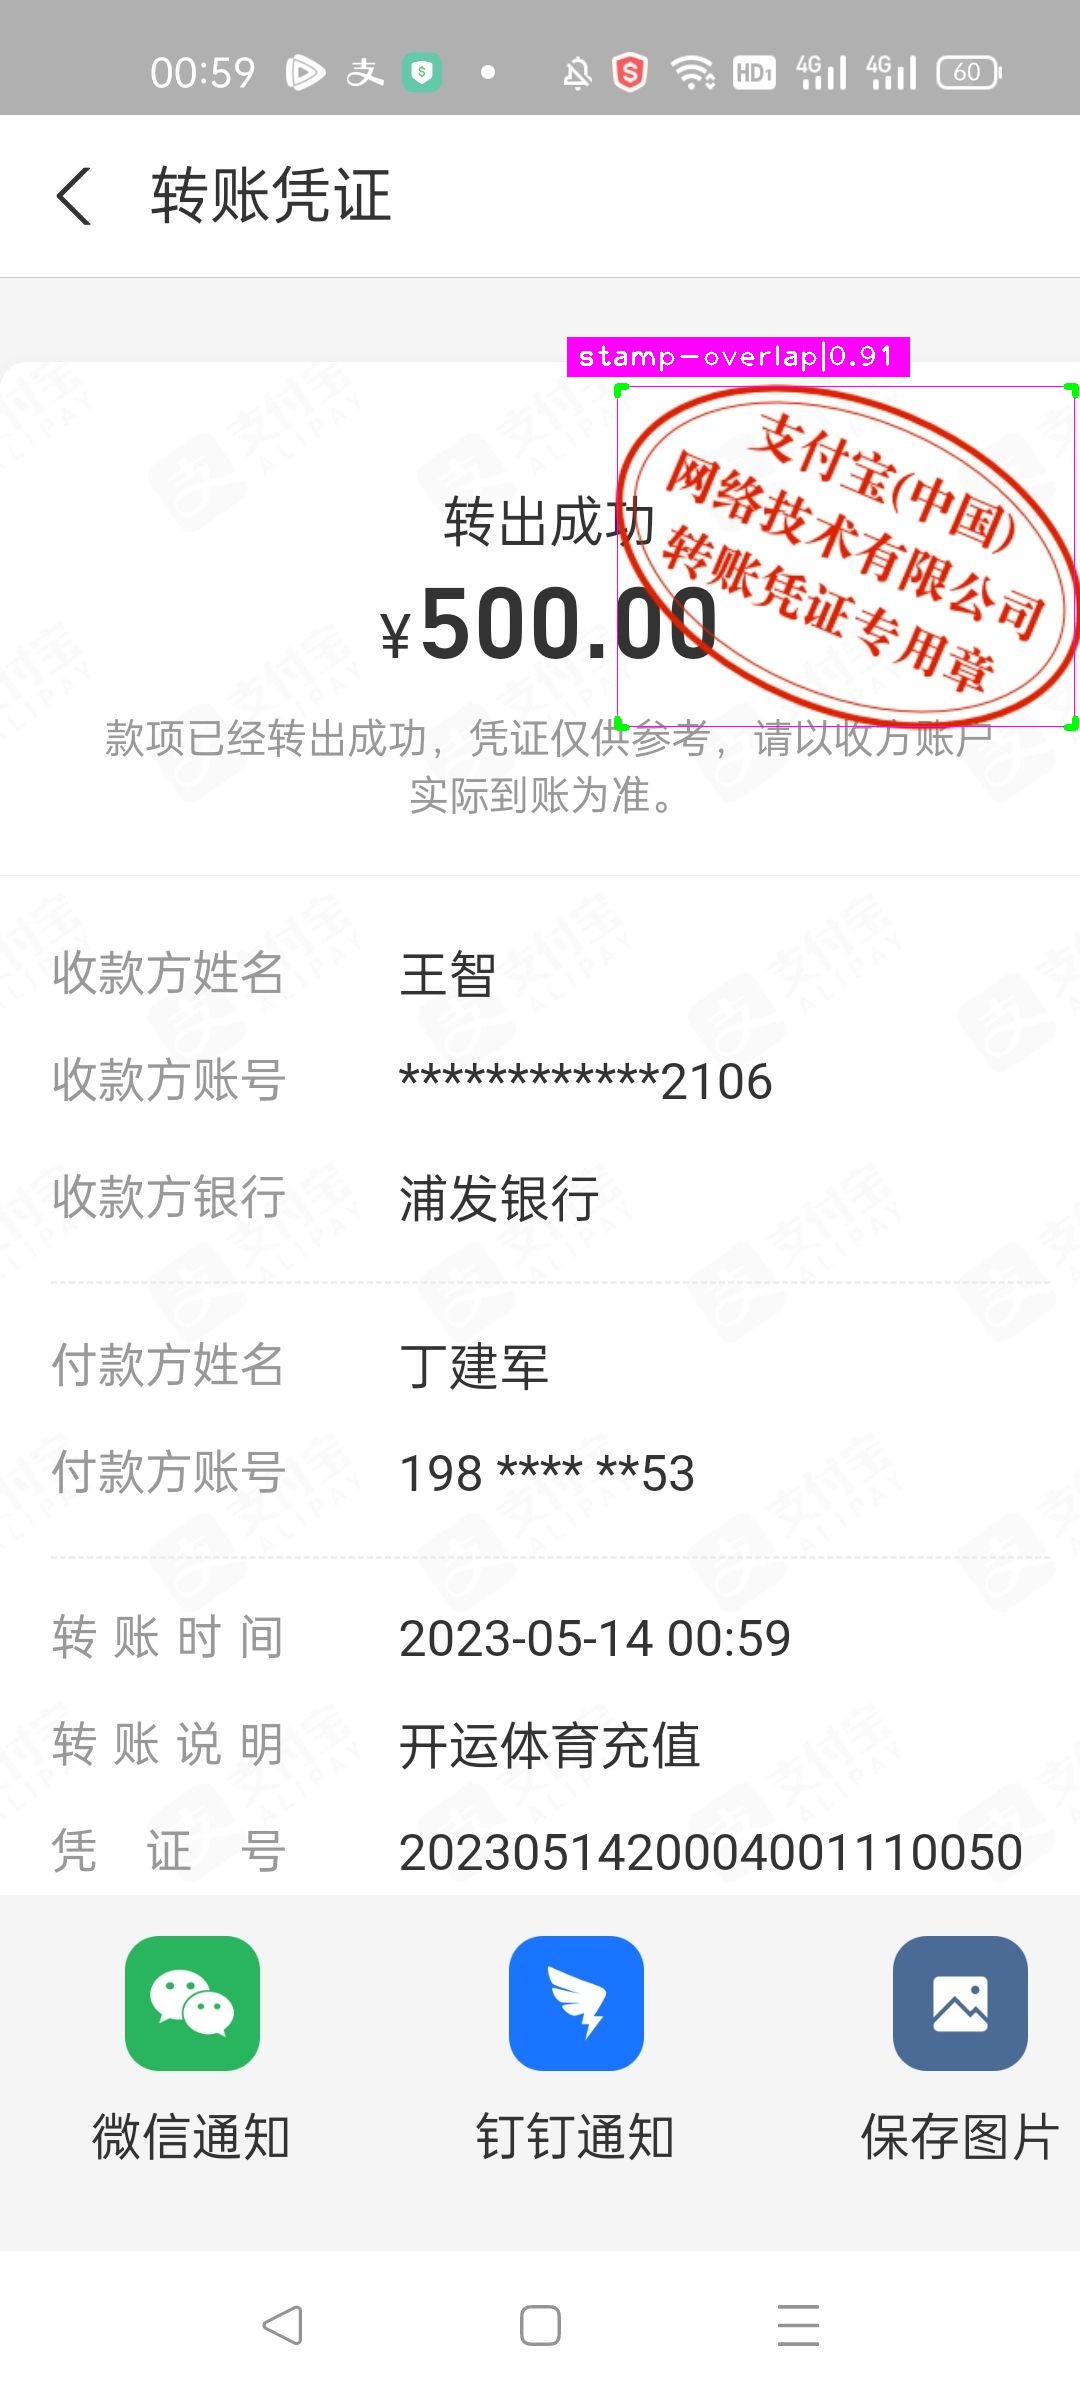 00:59 支 HD1 4G 4G 60
转账凭证
stamp-overlap|0.91
支付宝(中国)
网络技术有限公司
转账凭证专用章
转出成功
¥500.00
款项已经转出成功，凭证仅供参考，请以收方账户
实际到账为准。
收款方姓名 王智
收款方账号 ************2106
收款方银行 浦发银行
付款方姓名 丁建军
付款方账号 198 **** **53
转账时间 2023-05-14 00:59
转账说明 开运体育充值
凭证号 2023051420004001110050
微信通知 钉钉通知 保存图片
支付宝
ALIPAY